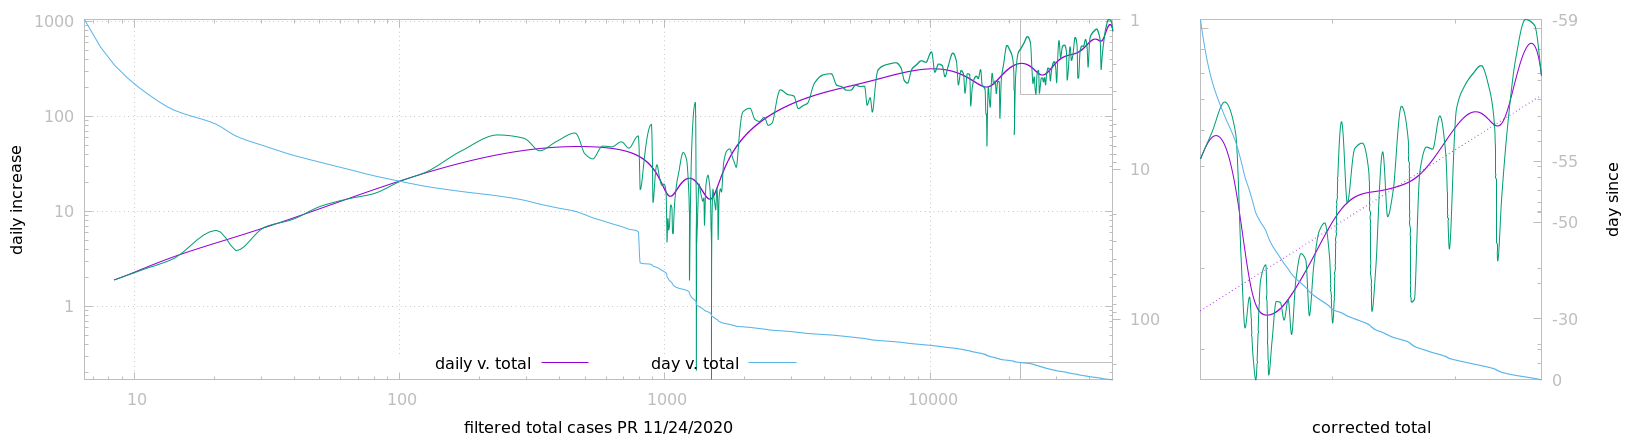 daily increase
1000
100
10
1
10
100
1000
10000
filtered total cases PR 11/24/2020
daily v. total
day v. total
1
10
100
-59
-55
-50
-30
0
day since
corrected total